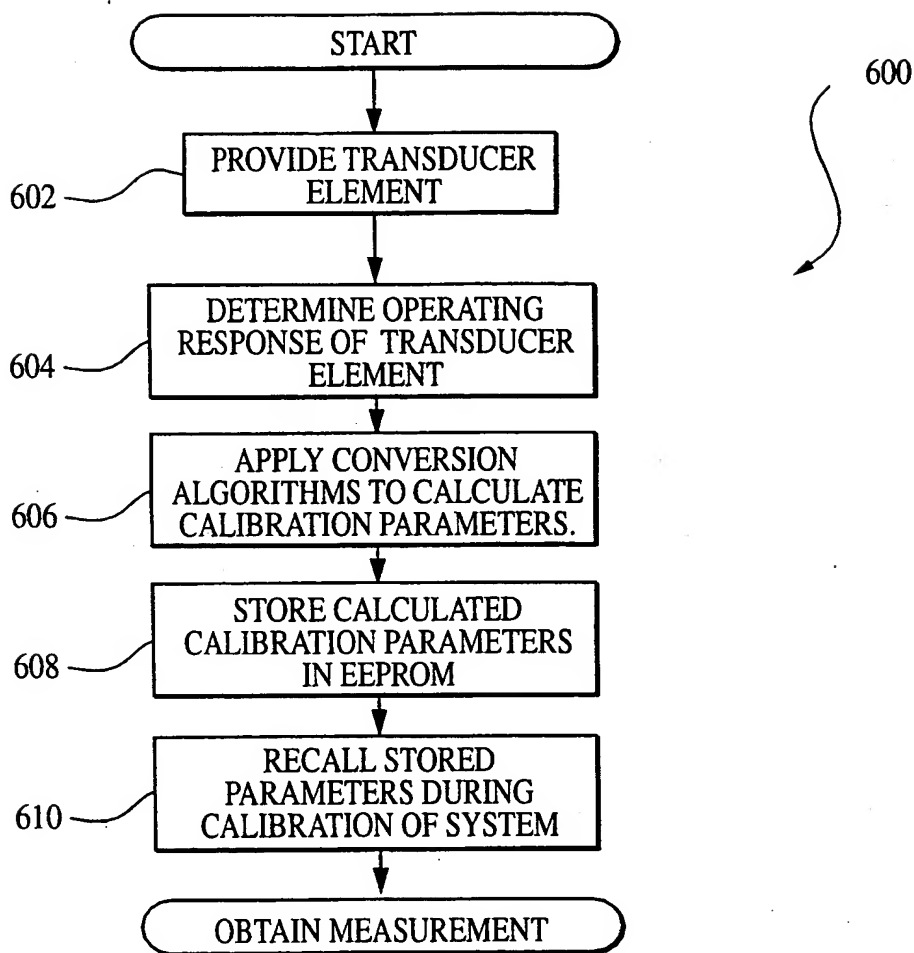 START
600
PROVIDE TRANSDUCER
ELEMENT
602
DETERMINE OPERATING
RESPONSE OF TRANSDUCER
ELEMENT
604
APPLY CONVERSION
ALGORITHMS TO CALCULATE
CALIBRATION PARAMETERS.
606
STORE CALCULATED
CALIBRATION PARAMETERS
IN EEPROM
608
RECALL STORED
PARAMETERS DURING
CALIBRATION OF SYSTEM
610
OBTAIN MEASUREMENT